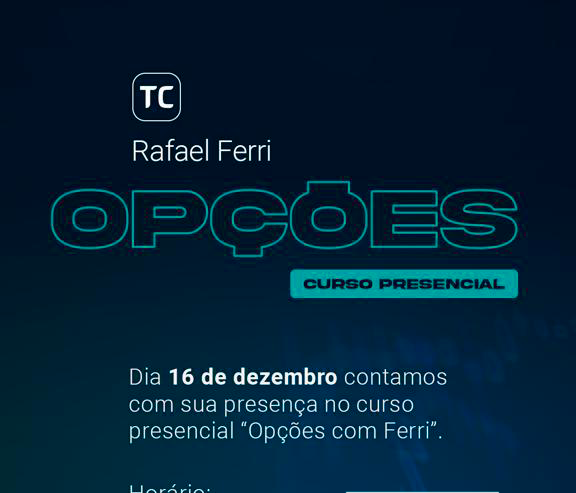 TC
Rafael Ferri
OPÇÕES
CURSO PRESENCIAL
Dia 16 de dezembro contamos
com sua presença no curso
presencial “Opções com Ferri”.
Horário: